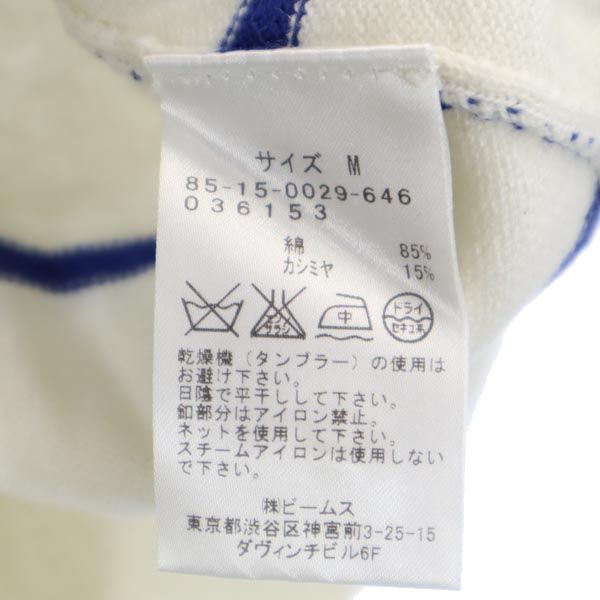 サイズ M
85-15-0029-646
036153
綿 85%
カシミヤ 15%
エンソ サラシ 中 ドライ セキユ系
乾燥機（タンブラー）の使用は
お避け下さい。
日陰で平干しして下さい。
釦部分はアイロン禁止。
ネットを使用して下さい。
スチームアイロンは使用しない
で下さい。
㈱ビームス
東京都渋谷区神宮前3-25-15
ダヴィンチビル6F